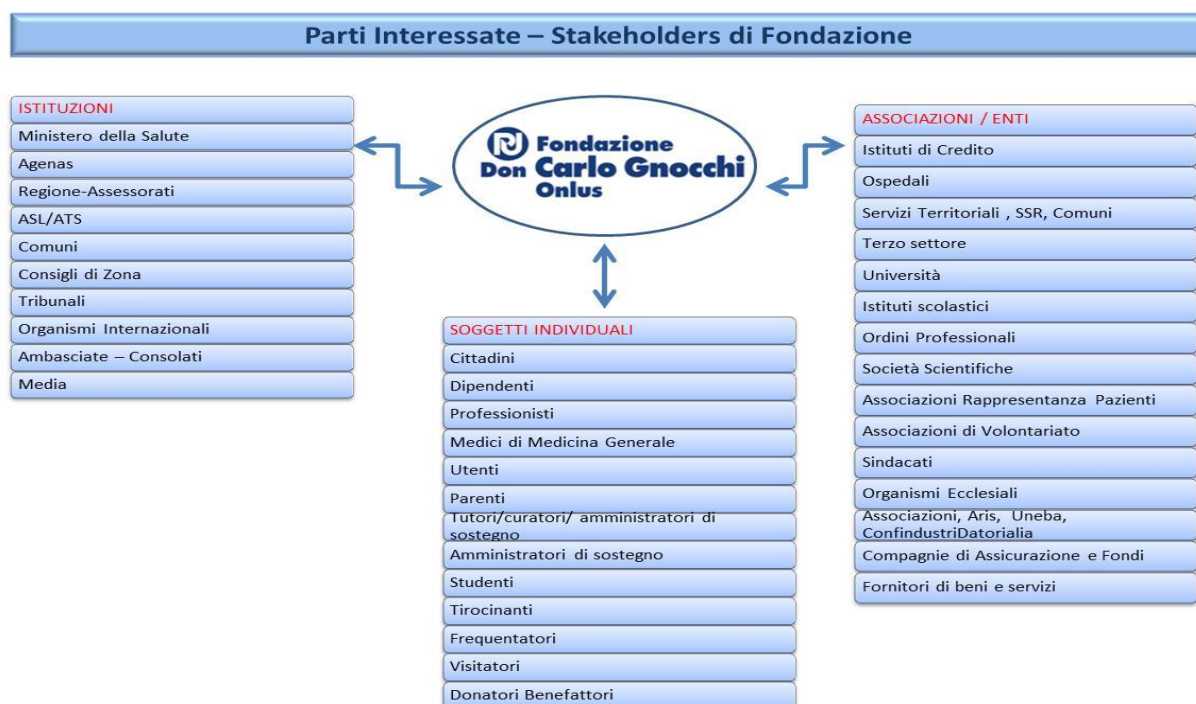 Parti Interessate – Stakeholders di Fondazione
ISTITUZIONI
Ministero della Salute
Agenas
Regione-Assessorati
ASL/ATS
Comuni
Consigli di Zona
Tribunali
Organismi Internazionali
Ambasciate – Consolati
Media
Fondazione
Don Carlo Gnocchi
Onlus
SOGGETTI INDIVIDUALI
Cittadini
Dipendenti
Professionisti
Medici di Medicina Generale
Utenti
Parenti
Tutori/curatori/ amministratori di
sostegno
Amministratori di sostegno
Studenti
Tirocinanti
Frequentatori
Visitatori
Donatori Benefattori
ASSOCIAZIONI / ENTI
Istituti di Credito
Ospedali
Servizi Territoriali , SSR, Comuni
Terzo settore
Università
Istituti scolastici
Ordini Professionali
Società Scientifiche
Associazioni Rappresentanza Pazienti
Associazioni di Volontariato
Sindacati
Organismi Ecclesiali
Associazioni, Aris, Uneba,
ConfindustriDatorialia
Compagnie di Assicurazione e Fondi
Fornitori di beni e servizi